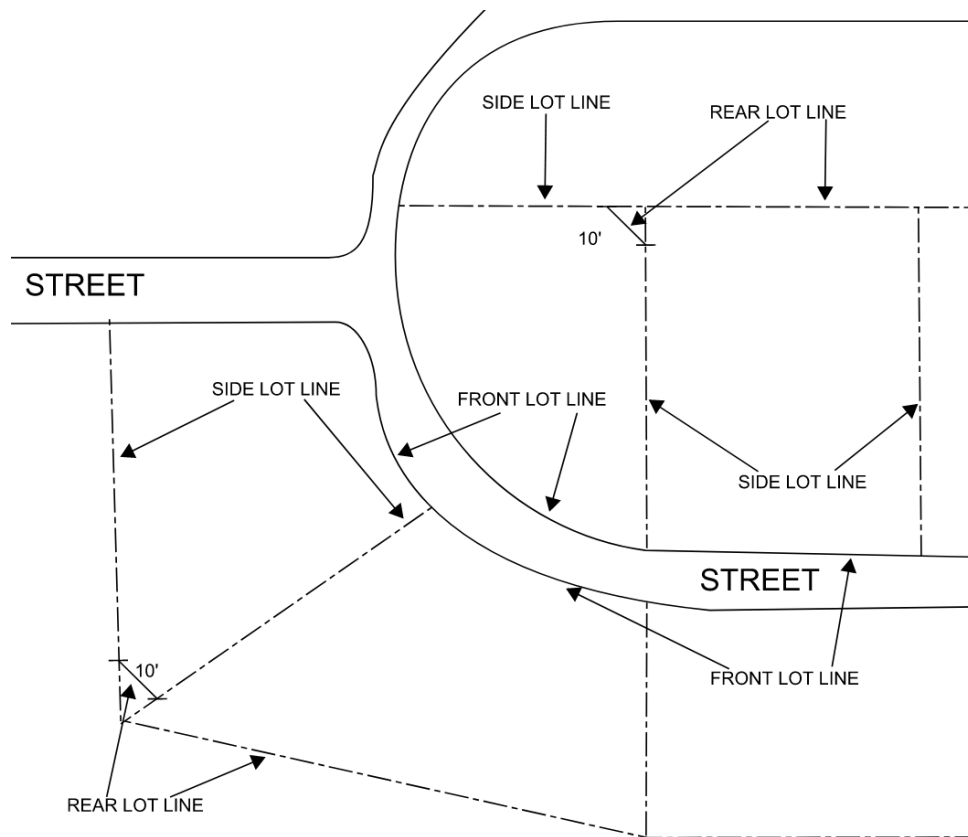 SIDE LOT LINE
REAR LOT LINE
10'
STREET
SIDE LOT LINE
FRONT LOT LINE
SIDE LOT LINE
STREET
10'
FRONT LOT LINE
REAR LOT LINE